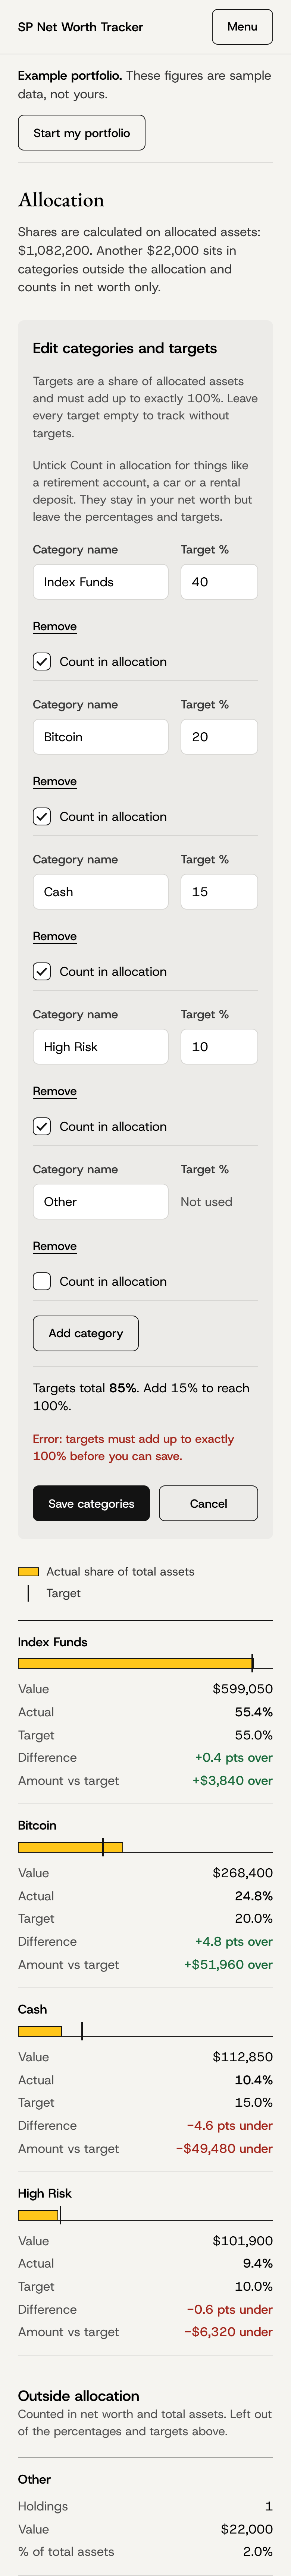 SP Net Worth Tracker
Menu
Example portfolio. These figures are sample
data, not yours.
Start my portfolio
Allocation
Shares are calculated on allocated assets:
$1,082,200. Another $22,000 sits in
categories outside the allocation and
counts in net worth only.
Edit categories and targets
Targets are a share of allocated assets
and must add up to exactly 100%. Leave
every target empty to track without
targets.
Untick Count in allocation for things like
a retirement account, a car or a rental
deposit. They stay in your net worth but
leave the percentages and targets.
Category name Target %
Index Funds 40
Remove
Count in allocation
Category name Target %
Bitcoin 20
Remove
Count in allocation
Category name Target %
Cash 15
Remove
Count in allocation
Category name Target %
High Risk 10
Remove
Count in allocation
Category name Target %
Other Not used
Remove
Count in allocation
Add category
Targets total 85%. Add 15% to reach
100%.
Error: targets must add up to exactly
100% before you can save.
Save categories Cancel
Actual share of total assets
Target
Index Funds
Value $599,050
Actual 55.4%
Target 55.0%
Difference +0.4 pts over
Amount vs target +$3,840 over
Bitcoin
Value $268,400
Actual 24.8%
Target 20.0%
Difference +4.8 pts over
Amount vs target +$51,960 over
Cash
Value $112,850
Actual 10.4%
Target 15.0%
Difference −4.6 pts under
Amount vs target −$49,480 under
High Risk
Value $101,900
Actual 9.4%
Target 10.0%
Difference −0.6 pts under
Amount vs target −$6,320 under
Outside allocation
Counted in net worth and total assets. Left out
of the percentages and targets above.
Other
Holdings 1
Value $22,000
% of total assets 2.0%